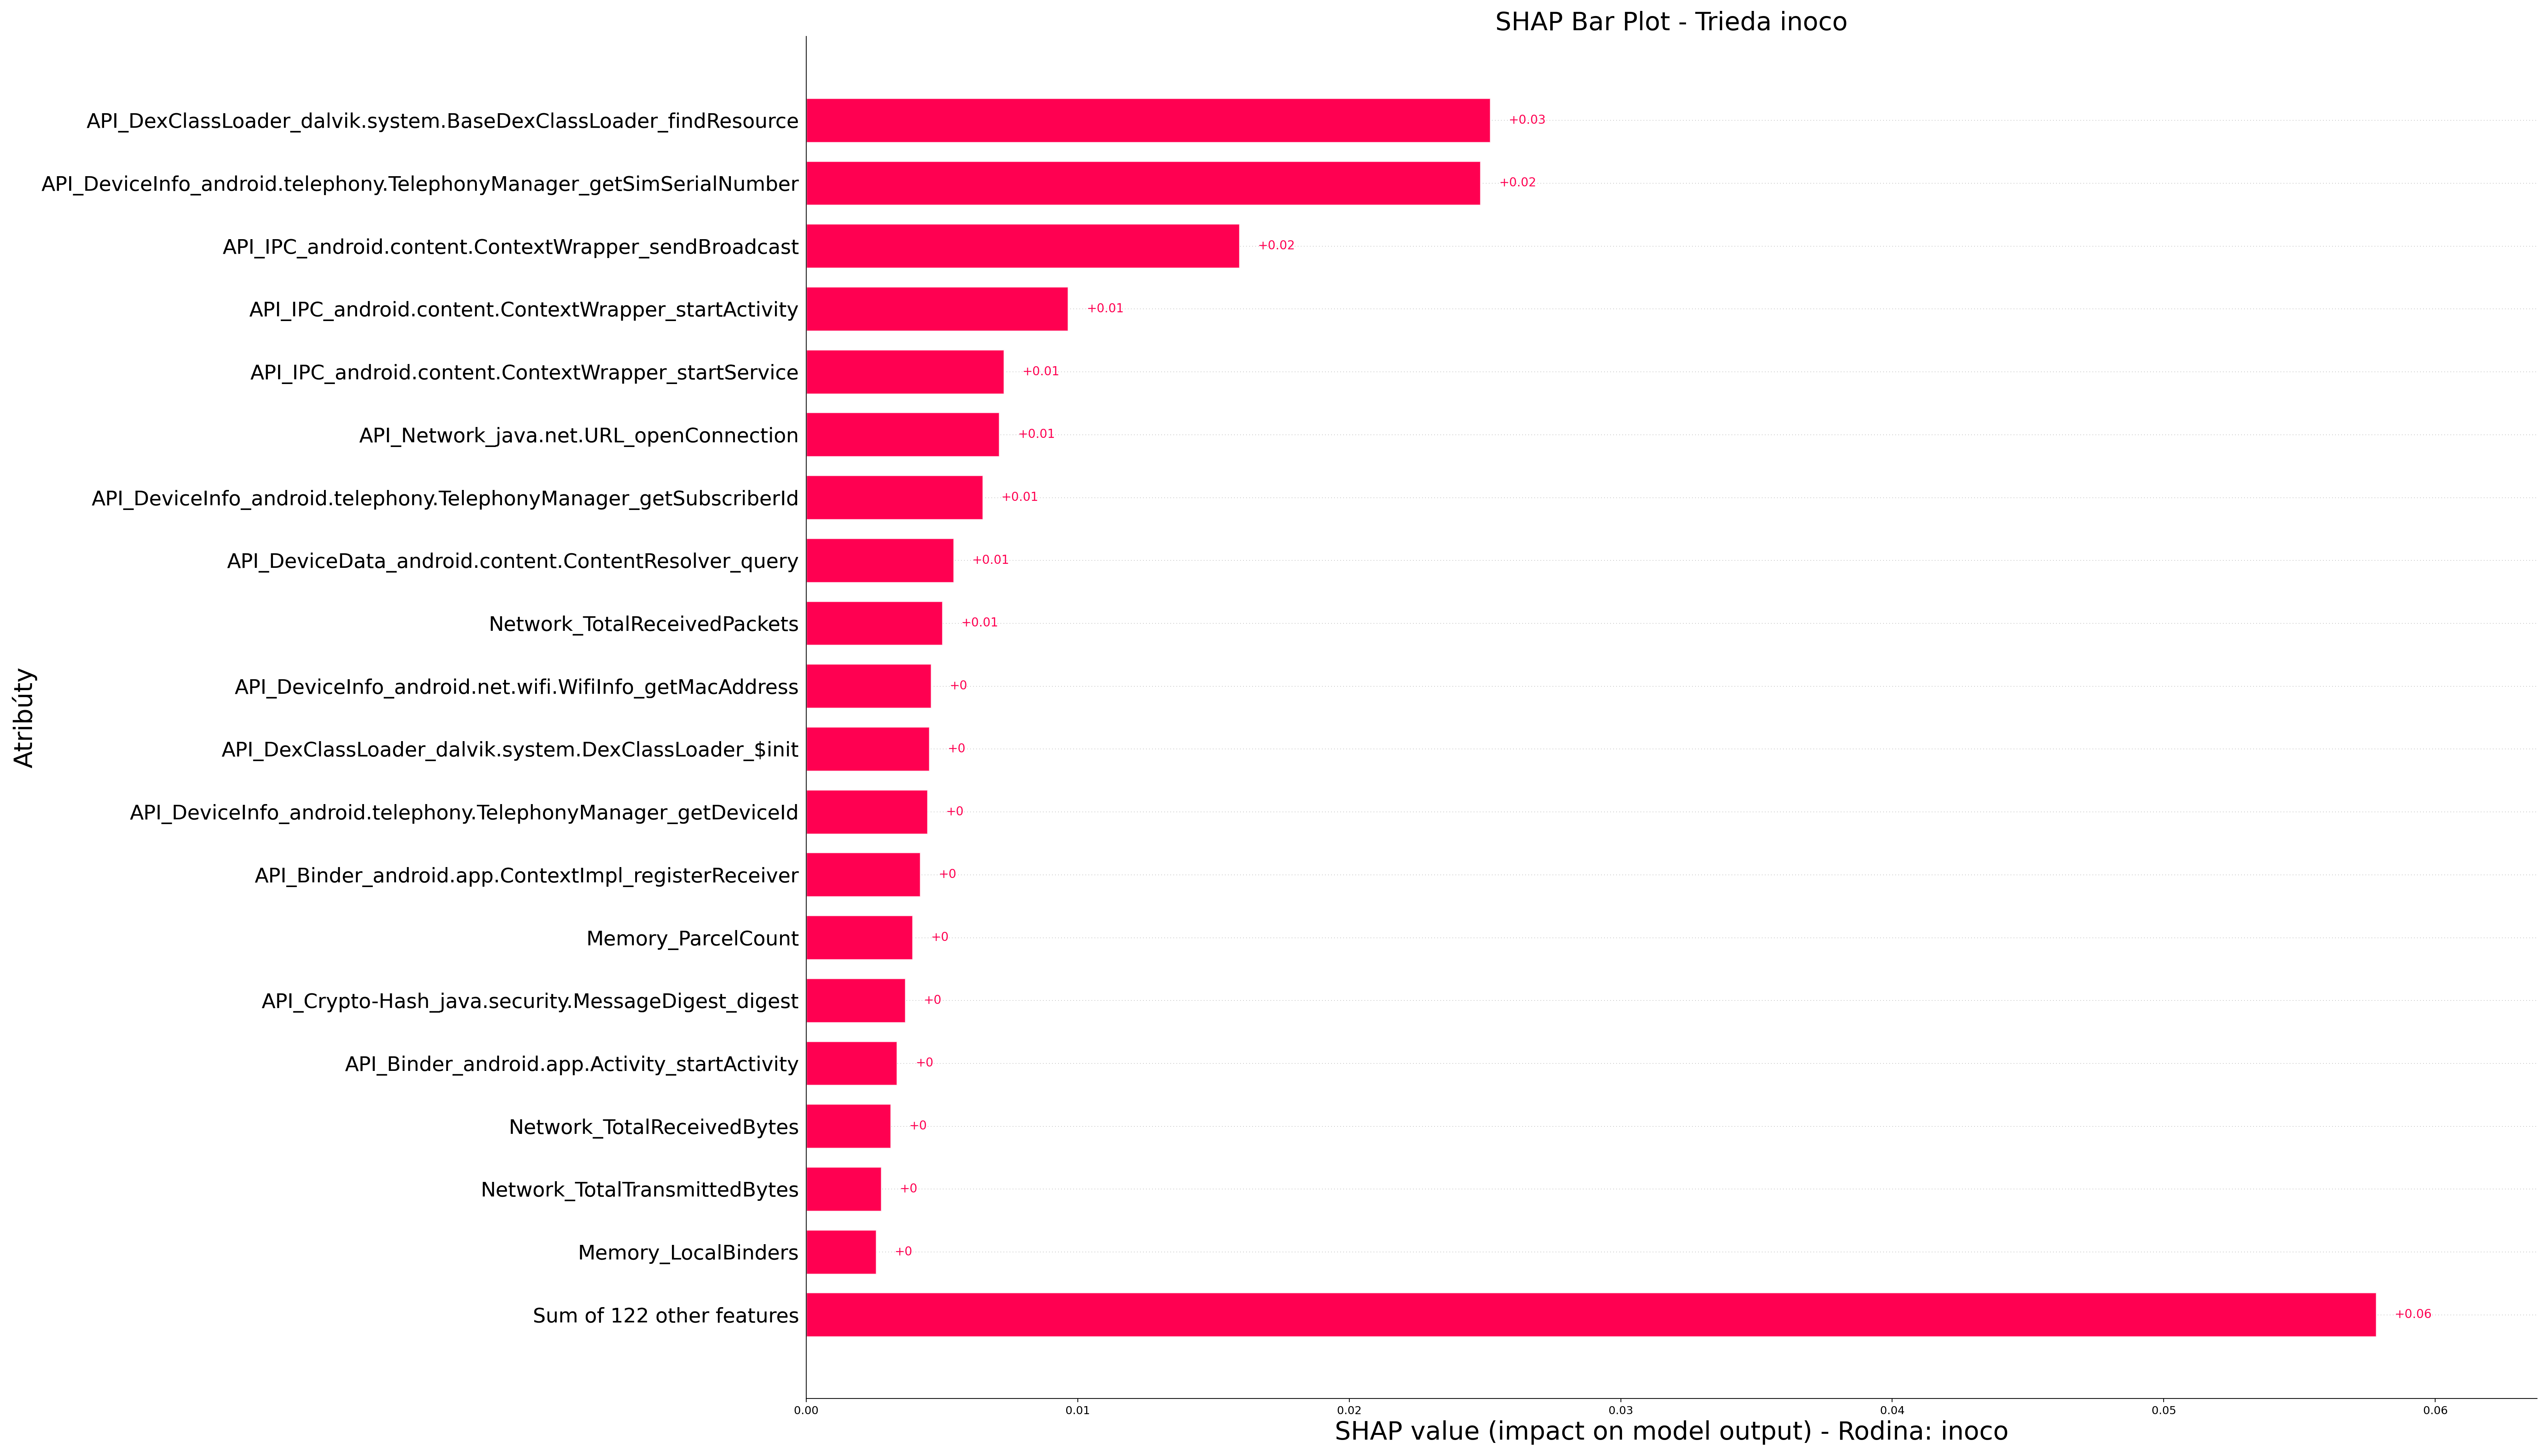 SHAP Bar Plot - Trieda inoco
API_DexClassLoader_dalvik.system.BaseDexClassLoader_findResource +0.03
API_DeviceInfo_android.telephony.TelephonyManager_getSimSerialNumber +0.02
API_IPC_android.content.ContextWrapper_sendBroadcast +0.02
API_IPC_android.content.ContextWrapper_startActivity +0.01
API_IPC_android.content.ContextWrapper_startService +0.01
API_Network_java.net.URL_openConnection +0.01
API_DeviceInfo_android.telephony.TelephonyManager_getSubscriberId +0.01
API_DeviceData_android.content.ContentResolver_query +0.01
Network_TotalReceivedPackets +0.01
API_DeviceInfo_android.net.wifi.WifiInfo_getMacAddress +0
API_DexClassLoader_dalvik.system.DexClassLoader_$init +0
API_DeviceInfo_android.telephony.TelephonyManager_getDeviceId +0
API_Binder_android.app.ContextImpl_registerReceiver +0
Memory_ParcelCount +0
API_Crypto-Hash_java.security.MessageDigest_digest +0
API_Binder_android.app.Activity_startActivity +0
Network_TotalReceivedBytes +0
Network_TotalTransmittedBytes +0
Memory_LocalBinders +0
Sum of 122 other features +0.06
Atribúty
0.00 0.01 0.02 0.03 0.04 0.05 0.06
SHAP value (impact on model output) - Rodina: inoco